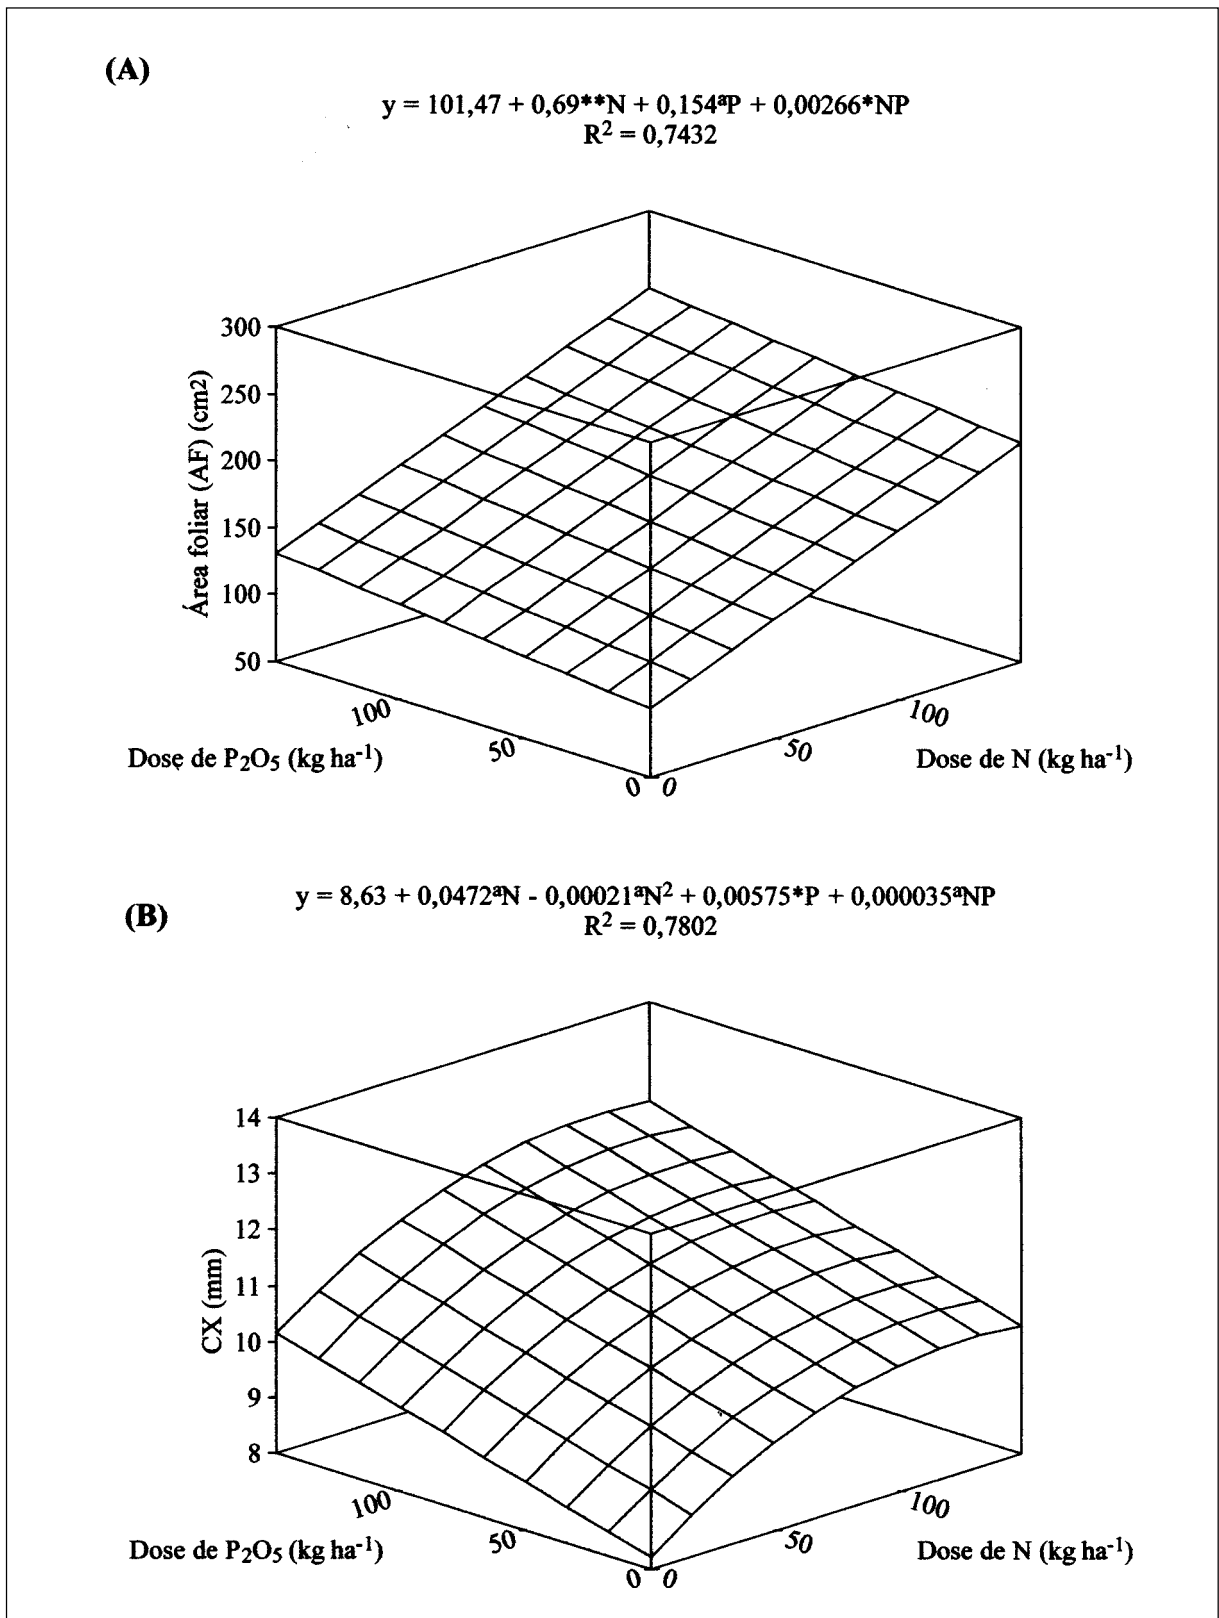 (A)
y = 101,47 + 0,69**N + 0,154ªP + 0,00266*NP
R² = 0,7432
Área foliar (AF) (cm²)
300
250
200
150
100
50
100
50
0
0
50
100
Dose de P₂O₅ (kg ha⁻¹)
Dose de N (kg ha⁻¹)
(B)
y = 8,63 + 0,0472ªN - 0,00021ªN² + 0,00575*P + 0,000035ªNP
R² = 0,7802
CX (mm)
14
13
12
11
10
9
8
100
50
0
0
50
100
Dose de P₂O₅ (kg ha⁻¹)
Dose de N (kg ha⁻¹)